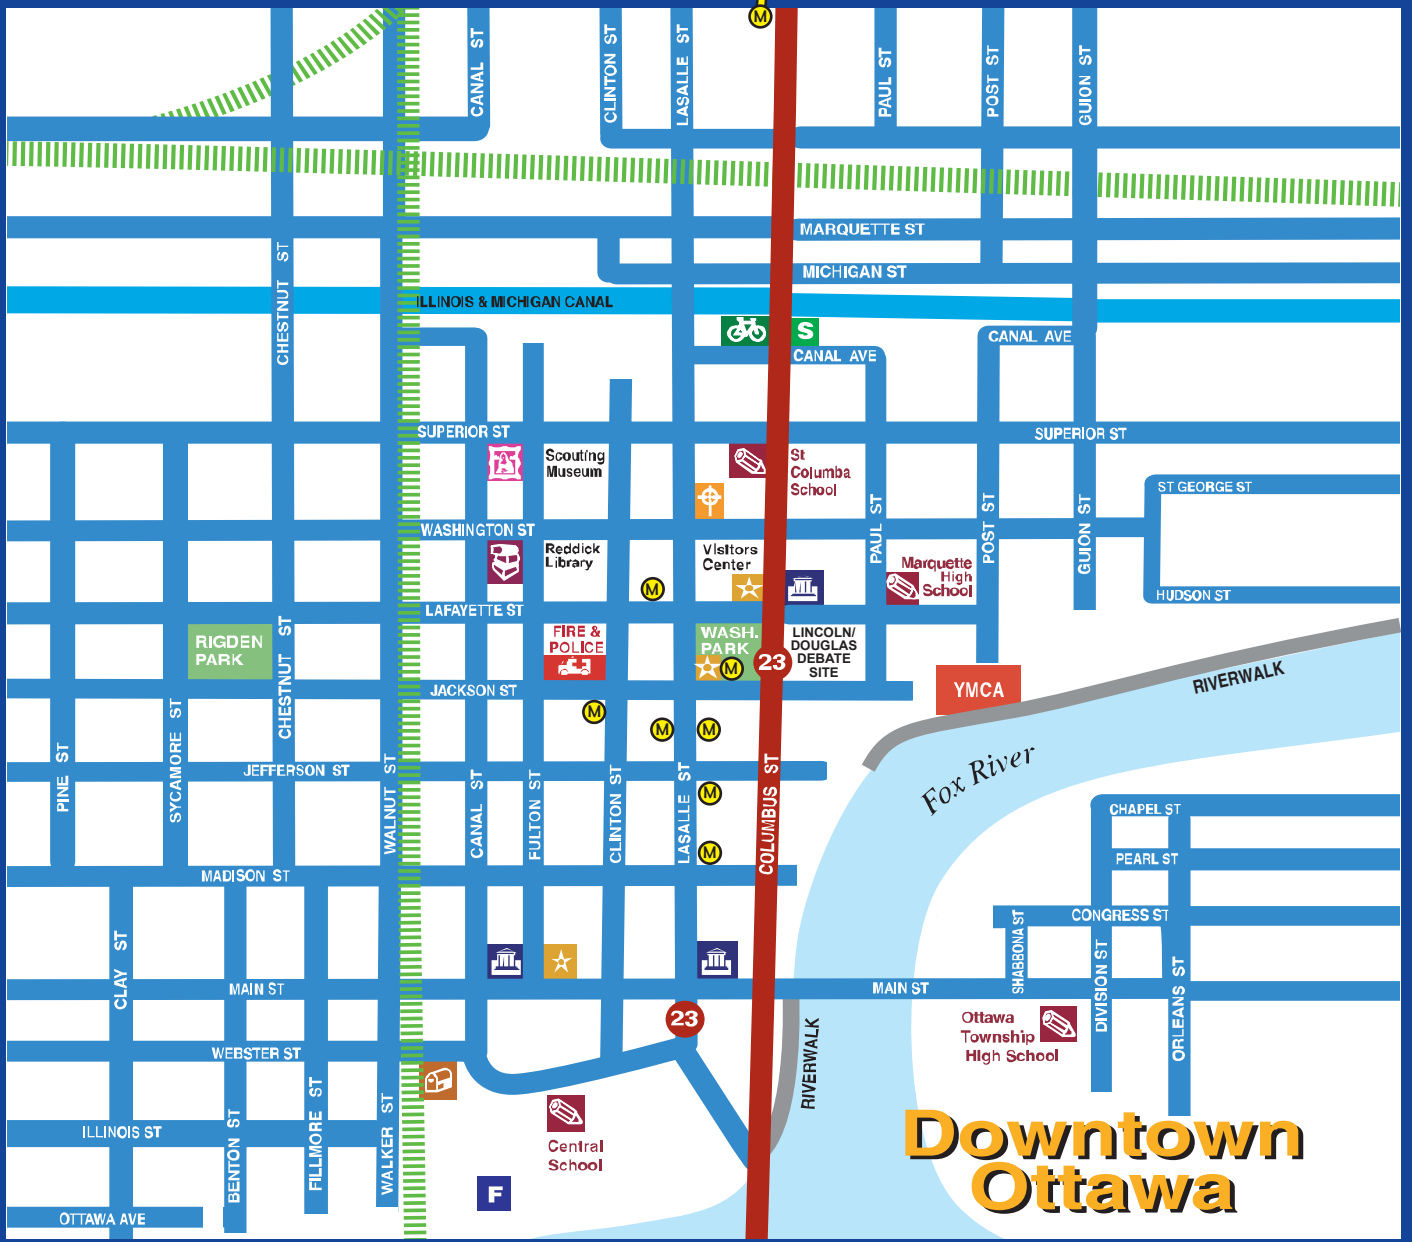 M
CANAL ST
CLINTON ST
LASALLE ST
PAUL ST
POST ST
GUION ST
MARQUETTE ST
MICHIGAN ST
CHESTNUT ST
ILLINOIS & MICHIGAN CANAL
S
CANAL AVE
CANAL AVE
SUPERIOR ST
SUPERIOR ST
Scouting
Museum
St
Columba
School
ST GEORGE ST
WASHINGTON ST
PAUL ST
POST ST
GUION ST
Reddick
Library
Visitors
Center
Marquette
High
School
M
HUDSON ST
LAFAYETTE ST
RIGDEN
PARK
CHESTNUT ST
FIRE &
POLICE
WASH.
PARK
M
23
LINCOLN/
DOUGLAS
DEBATE
SITE
JACKSON ST
YMCA
RIVERWALK
M
M
M
PINE ST
SYCAMORE ST
JEFFERSON ST
WALNUT ST
CANAL ST
FULTON ST
CLINTON ST
LASALLE ST
COLUMBUS ST
Fox River
M
M
CHAPEL ST
PEARL ST
MADISON ST
CONGRESS ST
SHABBONA ST
DIVISION ST
ORLEANS ST
CLAY ST
MAIN ST
MAIN ST
23
Ottawa
Township
High School
RIVERWALK
WEBSTER ST
BENTON ST
FILLMORE ST
WALKER ST
ILLINOIS ST
Central
School
F
OTTAWA AVE
Downtown
Ottawa